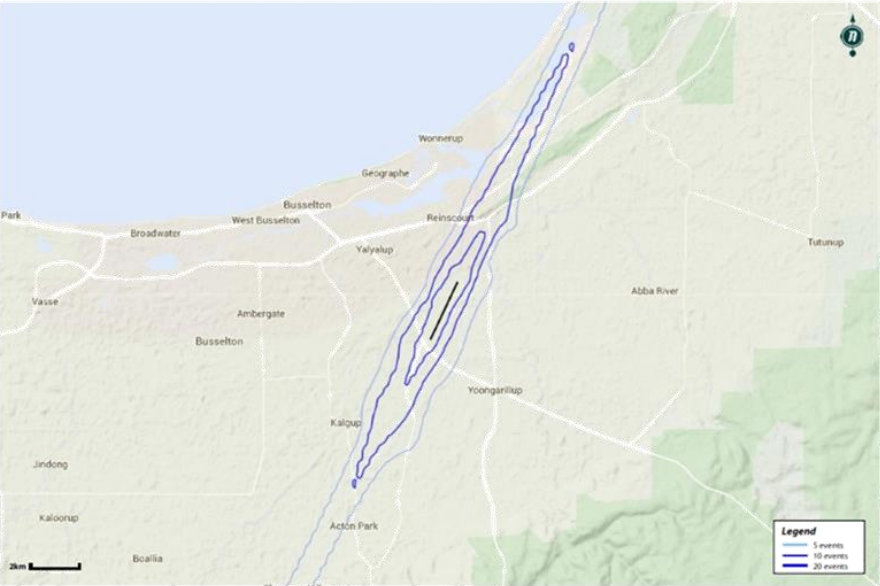 n
Wonnerup
Geographe
Busselton
Park
West Busselton
Reinscourt
Broadwater
Yalyalup
Tutunup
Vasse
Abba River
Ambergate
Busselton
Yoongarillup
Kalgup
Jindong
Kaloorup
Acton Park
Boallia
2km
Legend
5 events
10 events
20 events